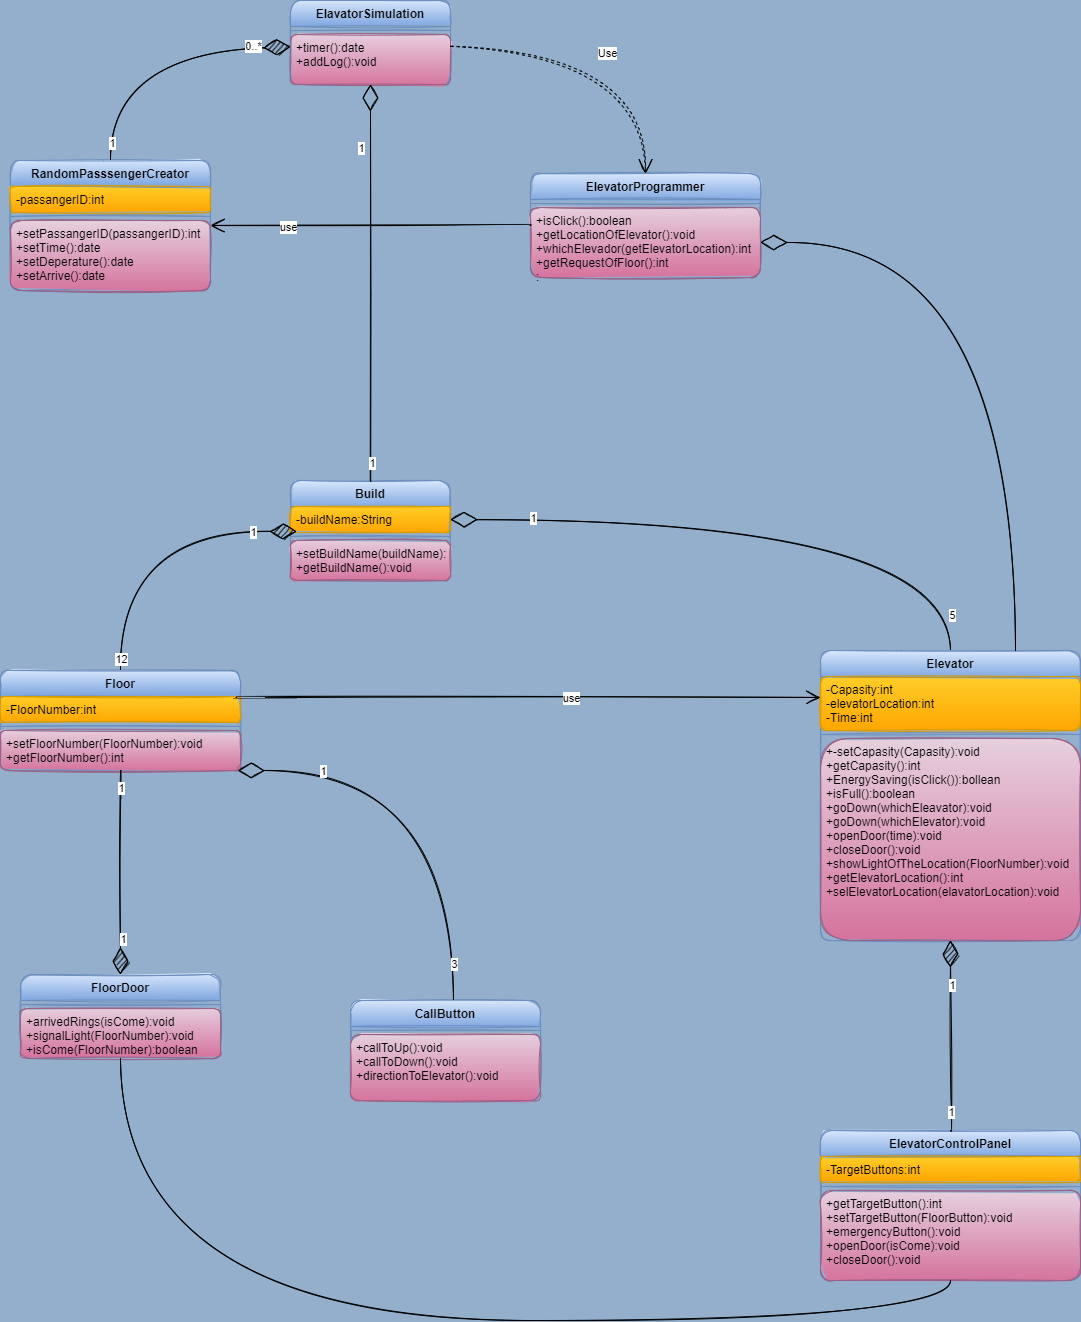 ElavatorSimulation
+timer():date
+addLog():void
0..*
1
Use
1
RandomPasssengerCreator
-passangerID:int
+setPassangerID(passangerID):int
+setTime():date
+setDeperature():date
+setArrive():date
use
ElevatorProgrammer
+isClick():boolean
+getLocationOfElevator():void
+whichElevador(getElevatorLocation):int
+getRequestOfFloor():int
1
Build
-buildName:String
+setBuildName(buildName):
+getBuildName():void
1
1
5
12
Floor
-FloorNumber:int
+setFloorNumber(FloorNumber):void
+getFloorNumber():int
use
Elevator
-Capasity:int
-elevatorLocation:int
-Time:int
+-setCapasity(Capasity):void
+getCapasity():int
+EnergySaving(isClick()):bollean
+isFull():boolean
+goDown(whichEleavator):void
+goDown(whichElevator):void
+openDoor(time):void
+closeDoor():void
+showLightOfTheLocation(FloorNumber):void
+getElevatorLocation():int
+selElevatorLocation(elavatorLocation):void
1
1
1
3
FloorDoor
+arrivedRings(isCome):void
+signalLight(FloorNumber):void
+isCome(FloorNumber):boolean
CallButton
+callToUp():void
+callToDown():void
+directionToElevator():void
1
1
ElevatorControlPanel
-TargetButtons:int
+getTargetButton():int
+setTargetButton(FloorButton):void
+emergencyButton():void
+openDoor(isCome):void
+closeDoor():void